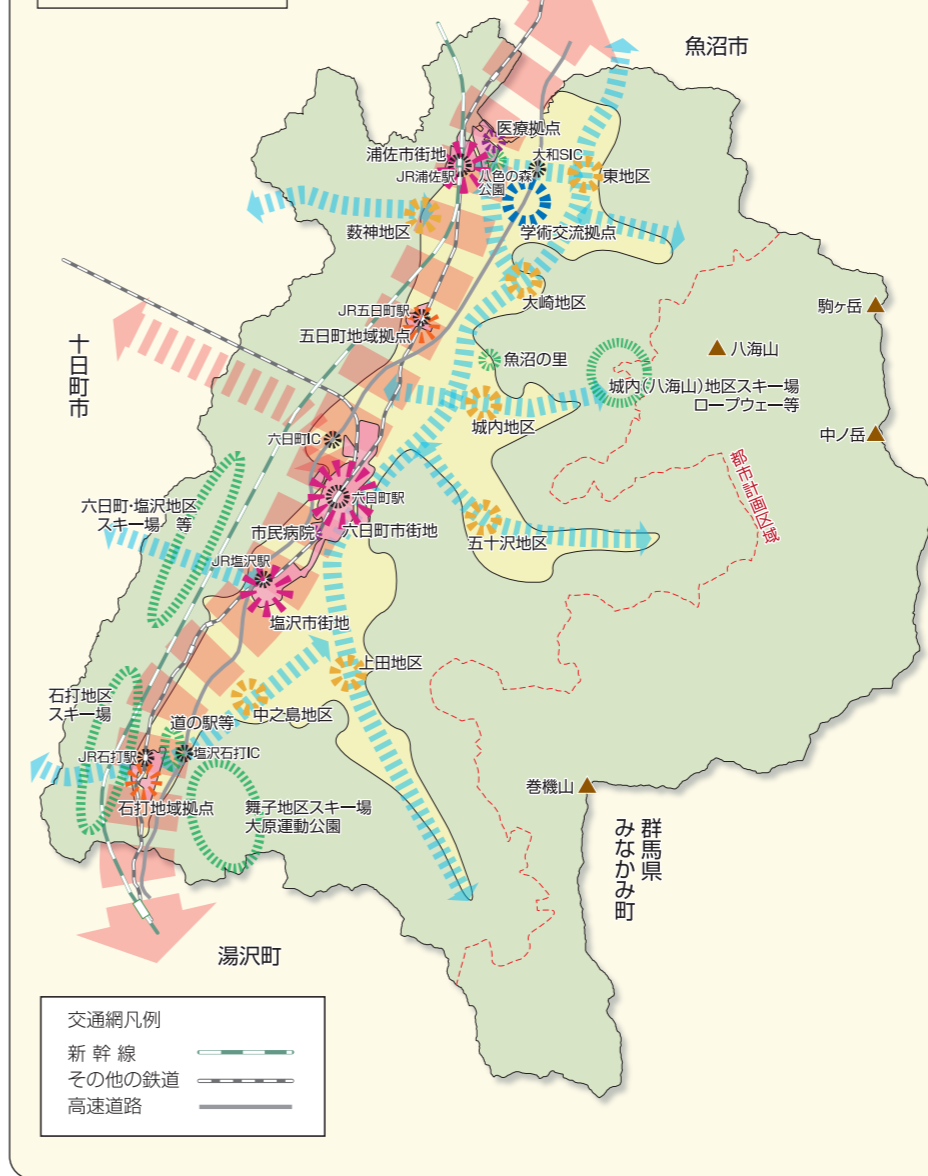 魚沼市
医療拠点
浦佐市街地
大和SIC
JR浦佐駅
八色の森
公園
東地区
薮神地区
学術交流拠点
大崎地区
駒ヶ岳
JR五日町駅
五日町地域拠点
十日町市
八海山
魚沼の里
城内(八海山)地区スキー場
ロープウェー等
城内地区
中ノ岳
六日町IC
都市計画区域
六日町駅
六日町・塩沢地区
スキー場 等
市民病院
六日町市街地
五十沢地区
JR塩沢駅
塩沢市街地
上田地区
石打地区
スキー場
中之島地区
道の駅等
JR石打駅
塩沢石打IC
巻機山
石打地域拠点
舞子地区スキー場
大原運動公園
群馬県
みなかみ町
湯沢町
交通網凡例
新幹線
その他の鉄道
高速道路